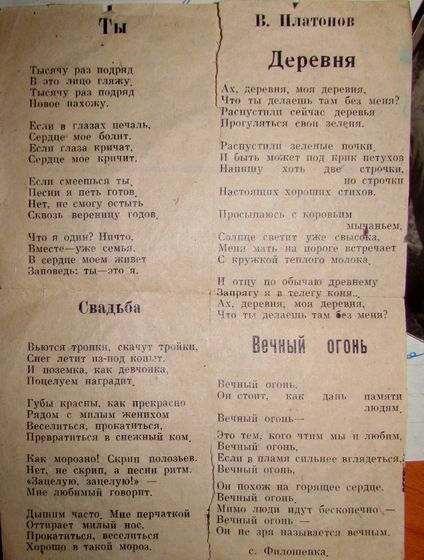 Ты
Тысячу раз подряд
В это лицо гляжу,
Тысячу раз подряд
Новое нахожу.
Если в глазах печаль,
Сердце мое болит.
Если глаза кричат,
Сердце мое кричит.
Если смеешься ты,
Песни я петь готов,
Нет, не смогу остыть
Сквозь вереницу годов.
Что я один? Ничто.
Вместе—уже семья.
В сердце моем живет
Заповедь: ты—это я.
Свадьба
Вьются тропки, скачут тройки,
Снег летит из-под копыт.
И поземка, как девчонка,
Поцелуем наградит.
Губы красны, как прекрасно
Рядом с милым женихом
Веселиться, прокатиться,
Превратиться в снежный ком.
Как морозно! Скрип полозьев.
Нет, не скрип, а песни ритм.
«Зацелую, зацелую!» —
Мне любимый говорит.
Дышим часто. Мне перчаткой
Оттирает милый нос.
Прокатиться, веселиться
Хорошо в такой мороз.
В. Платонов
Деревня
Ах, деревня, моя деревня,
Что ты делаешь там без меня?
Распустили сейчас деревья
Прогуляться свои зеленя.
Распустили зеленые почки,
И быть может под крик петухов
Напишу хоть две строчки,
но строчки
Настоящих хороших стихов.
Просыпаюсь с коровьим
мычаньем,
Солнце светит уже свысока,
Меня мать на пороге встречает
С кружкой теплого молока.
И отцу по обычаю древнему
Запрягу я в телегу коня...
Ах, деревня, моя деревня,
Что ты делаешь там без меня?
Вечный огонь
Вечный огонь.
Он стоит, как дань памяти
людям,
Вечный огонь—
Это тем, кого чтим мы и любим,
Вечный огонь,
Если в пламя сильнее вглядеться,
Вечный огонь,
Он похож на горящее сердце.
Вечный огонь.
Мимо люди идут бесконечно —
Вечный огонь —
Он не зря называется вечным.
с. Филошенка.